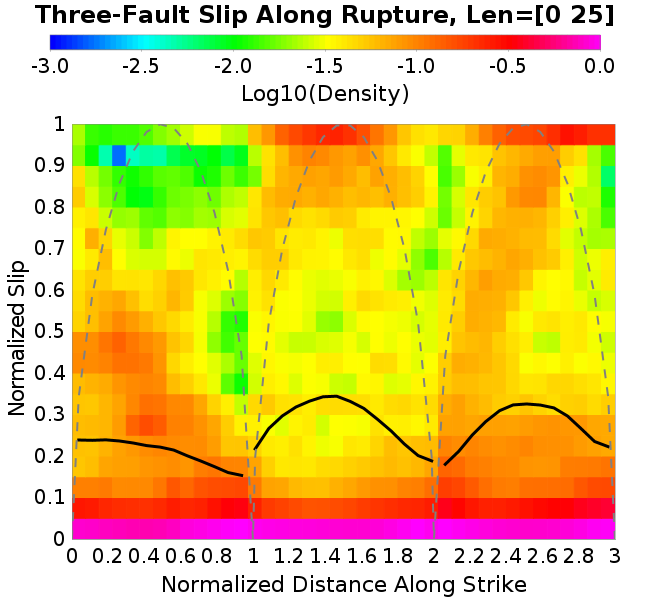 Three-Fault Slip Along Rupture, Len=[0 25]
-3.0 -2.5 -2.0 -1.5 -1.0 -0.5 0.0
Log10(Density)
1
0.9
0.8
0.7
0.6
0.5
0.4
0.3
0.2
0.1
0
Normalized Slip
0 0.2 0.4 0.6 0.8 1 1.2 1.4 1.6 1.8 2 2.2 2.4 2.6 2.8 3
Normalized Distance Along Strike